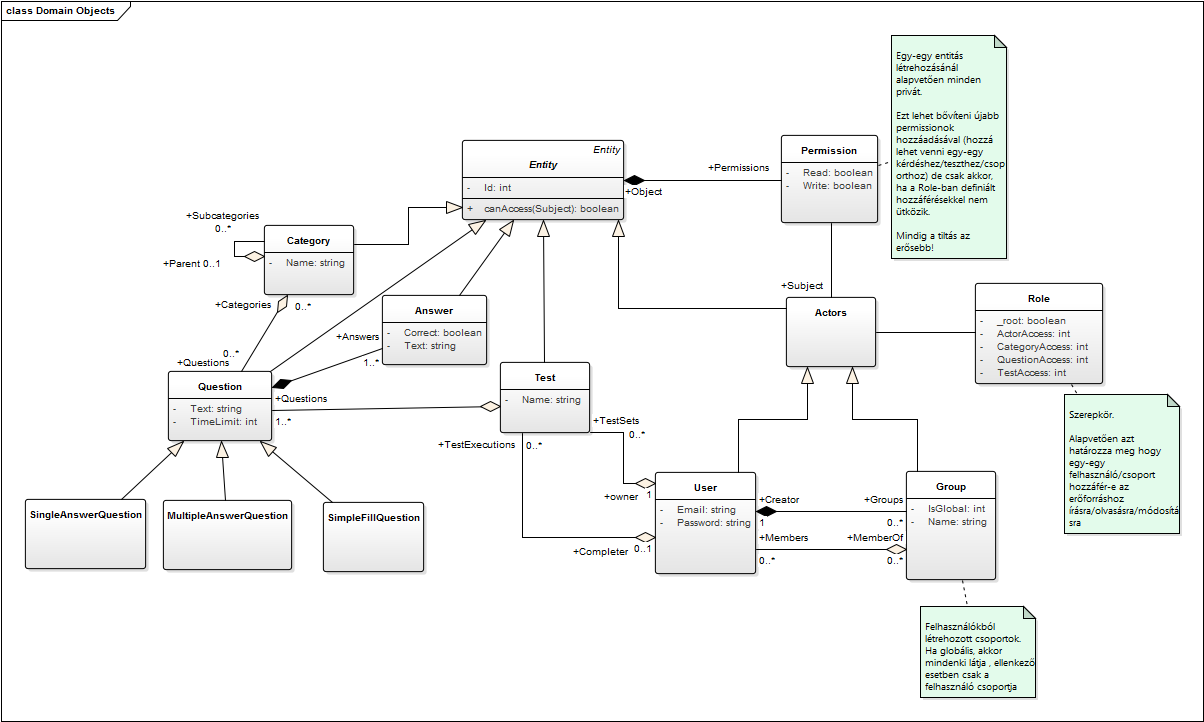 class Domain Objects
Egy-egy entitás
létrehozásánál
alapvetően minden
privát.
Ezt lehet bővíteni újabb
permissionok
hozzáadásával (hozzá
lehet venni egy-egy
kérdéshez/teszthez/csop
orthoz) de csak akkor,
ha a Role-ban definiált
hozzáférésekkel nem
ütközik.
Mindig a tiltás az
erősebb!
Entity
Entity
- Id: int
+ canAccess(Subject): boolean
+Permissions
+Object
Permission
- Read: boolean
- Write: boolean
+Subcategories
0..*
+Parent 0..1
Category
- Name: string
+Categories
0..*
+Subject
Actors
Role
- _root: boolean
- ActorAccess: int
- CategoryAccess: int
- QuestionAccess: int
- TestAccess: int
Answer
- Correct: boolean
- Text: string
+Answers
1..*
0..*
+Questions
Question
- Text: string
- TimeLimit: int
+Questions
1..*
Test
- Name: string
+TestSets
0..*
+TestExecutions
0..*
Szerepkör.
Alapvetően azt
határozza meg hogy
egy-egy
felhasználó/csoport
hozzáfér-e az
erőforráshoz
írásra/olvasásra/módosítá
sra
SingleAnswerQuestion
MultipleAnswerQuestion
SimpleFillQuestion
+owner
1
+Completer
0..1
User
- Email: string
- Password: string
+Creator
1
+Groups
0..*
+Members
0..*
+MemberOf
0..*
Group
- IsGlobal: int
- Name: string
Felhasználókból
létrehozott csoportok.
Ha globális, akkor
mindenki látja , ellenkező
esetben csak a
felhasználó csoportja